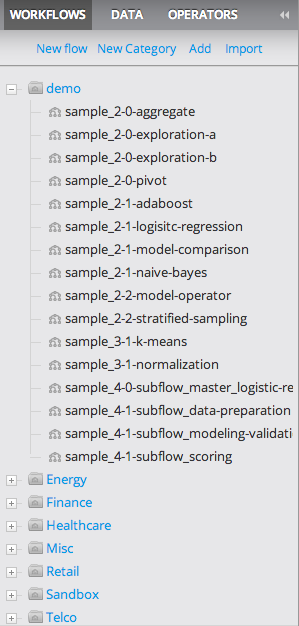 WORKFLOWS DATA OPERATORS
New flow New Category Add Import
demo
sample_2-0-aggregate
sample_2-0-exploration-a
sample_2-0-exploration-b
sample_2-0-pivot
sample_2-1-adaboost
sample_2-1-logisitc-regression
sample_2-1-model-comparison
sample_2-1-naive-bayes
sample_2-2-model-operator
sample_2-2-stratified-sampling
sample_3-1-k-means
sample_3-1-normalization
sample_4-0-subflow_master_logistic-re
sample_4-1-subflow_data-preparation
sample_4-1-subflow_modeling-validati
sample_4-1-subflow_scoring
Energy
Finance
Healthcare
Misc
Retail
Sandbox
Telco